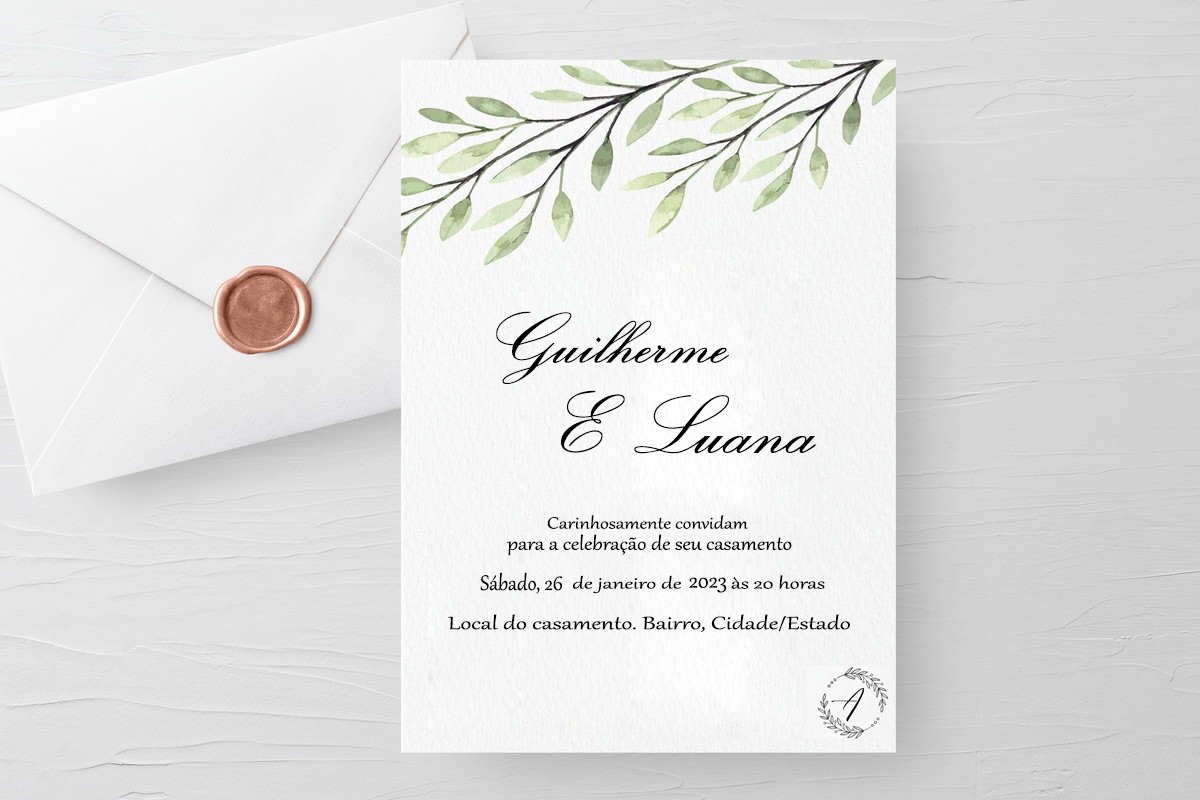 Guilherme
E Luana
Carinhosamente convidam
para a celebração de seu casamento
Sábado, 26 de janeiro de 2023 às 20 horas
Local do casamento. Bairro, Cidade/Estado
A